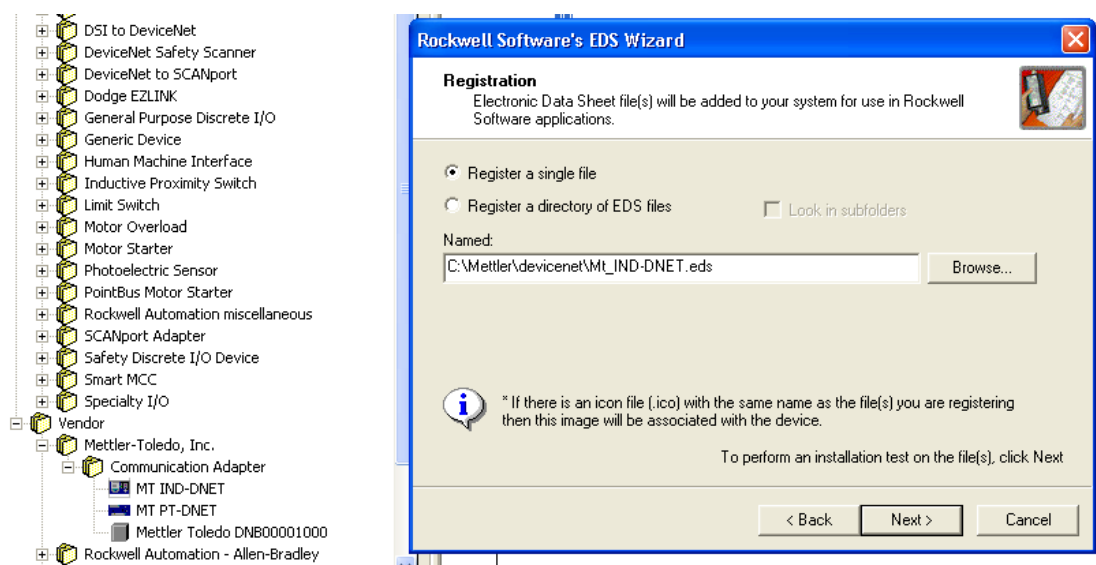 DSI to DeviceNet
DeviceNet Safety Scanner
DeviceNet to SCANport
Dodge EZLINK
General Purpose Discrete I/O
Generic Device
Human Machine Interface
Inductive Proximity Switch
Limit Switch
Motor Overload
Motor Starter
Photoelectric Sensor
PointBus Motor Starter
Rockwell Automation miscellaneous
SCANport Adapter
Safety Discrete I/O Device
Smart MCC
Specialty I/O
Vendor
Mettler-Toledo, Inc.
Communication Adapter
MT IND-DNET
MT PT-DNET
Mettler Toledo DNB00001000
Rockwell Automation - Allen-Bradley
Rockwell Software's EDS Wizard
Registration
Electronic Data Sheet file(s) will be added to your system for use in Rockwell
Software applications.
Register a single file
Register a directory of EDS files
Look in subfolders
Named:
C:\Mettler\devicenet\Mt_IND-DNET.eds
Browse...
* If there is an icon file (.ico) with the same name as the file(s) you are registering
then this image will be associated with the device.
To perform an installation test on the file(s), click Next
< Back
Next >
Cancel